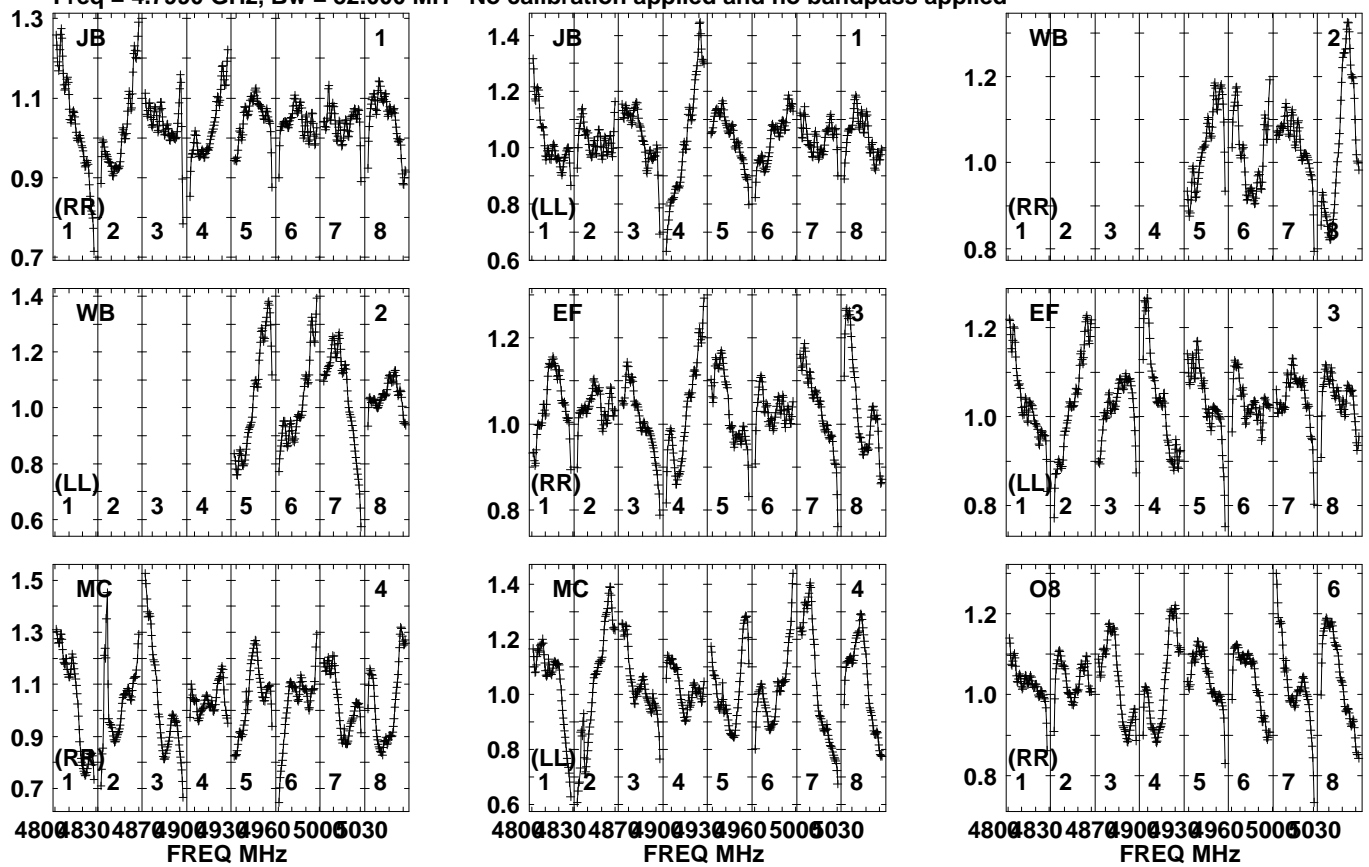 No calibration applied and no bandpass applied
1.3 JB 1
1.2
1.1
1.0
0.9
(RR)
1 2 3 4 5 6 7 8
0.7
1.4 JB 1
1.2
1.0
0.8
(LL)
1 2 3 4 5 6 7 8
0.6
WB 2
1.2
1.0
(RR)
1 2 3 4 5 6 7 8
0.8
1.4 WB 2
1.2
1.0
0.8
(LL)
1 2 3 4 5 6 7 8
0.6
EF 3
1.2
1.0
(RR)
1 2 3 4 5 6 7 8
0.8
EF 3
1.2
1.0
(LL)
1 2 3 4 5 6 7 8
0.8
1.5 MC 4
1.3
1.1
0.9
(RR)
1 2 3 4 5 6 7 8
0.7
1.4 MC 4
1.2
1.0
0.8
(LL)
1 2 3 4 5 6 7 8
0.6
O8 6
1.2
1.0
(RR)
1 2 3 4 5 6 7 8
0.8
4800 4830 4870 4900 4930 4960 5000 5030
FREQ MHz
4800 4830 4870 4900 4930 4960 5000 5030
FREQ MHz
4800 4830 4870 4900 4930 4960 5000 5030
FREQ MHz